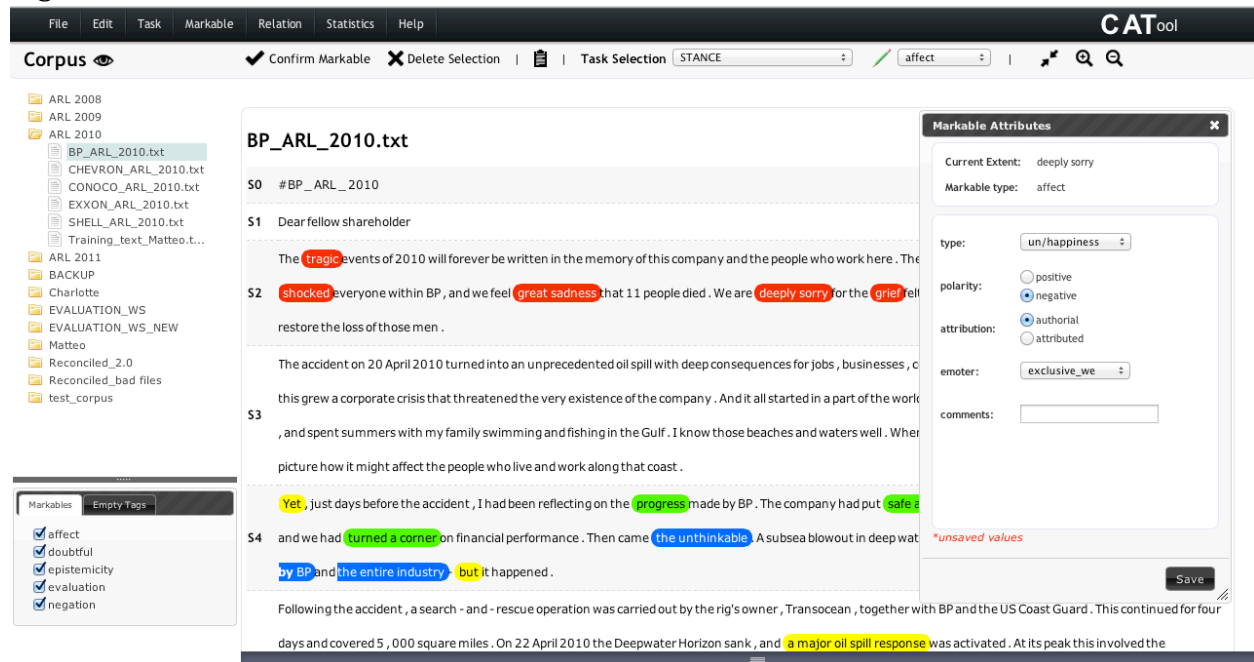 File Edit Task Markable Relation Statistics Help CATool
Corpus Confirm Markable Delete Selection | | Task Selection STANCE affect |
ARL 2008
ARL 2009
ARL 2010
BP_ARL_2010.txt
CHEVRON_ARL_2010.txt
CONOCO_ARL_2010.txt
EXXON_ARL_2010.txt
SHELL_ARL_2010.txt
Training_text_Matteo.t...
ARL 2011
BACKUP
Charlotte
EVALUATION_WS
EVALUATION_WS_NEW
Matteo
Reconciled_2.0
Reconciled_bad files
test_corpus
Markables Empty Tags
affect
doubtful
epistemicity
evaluation
negation
BP_ARL_2010.txt
S0 #BP_ARL_2010
S1 Dear fellow shareholder
The tragic events of 2010 will forever be written in the memory of this company and the people who work here . The
S2 shocked everyone within BP , and we feel great sadness that 11 people died . We are deeply sorry for the grief felt
restore the loss of those men .
The accident on 20 April 2010 turned into an unprecedented oil spill with deep consequences for jobs , businesses , c
this grew a corporate crisis that threatened the very existence of the company . And it all started in a part of the world
S3
, and spent summers with my family swimming and fishing in the Gulf . I know those beaches and waters well . When
picture how it might affect the people who live and work along that coast .
Yet , just days before the accident , I had been reflecting on the progress made by BP . The company had put safe a
S4 and we had turned a corner on financial performance . Then came the unthinkable . A subsea blowout in deep wat
by BP and the entire industry - but it happened .
Following the accident , a search - and - rescue operation was carried out by the rig's owner , Transocean , together with BP and the US Coast Guard . This continued for four
days and covered 5 , 000 square miles . On 22 April 2010 the Deepwater Horizon sank , and a major oil spill response was activated . At its peak this involved the
Markable Attributes
Current Extent: deeply sorry
Markable type: affect
type: un/happiness
polarity: positive
negative
attribution: authorial
attributed
emoter: exclusive_we
comments:
*unsaved values
Save